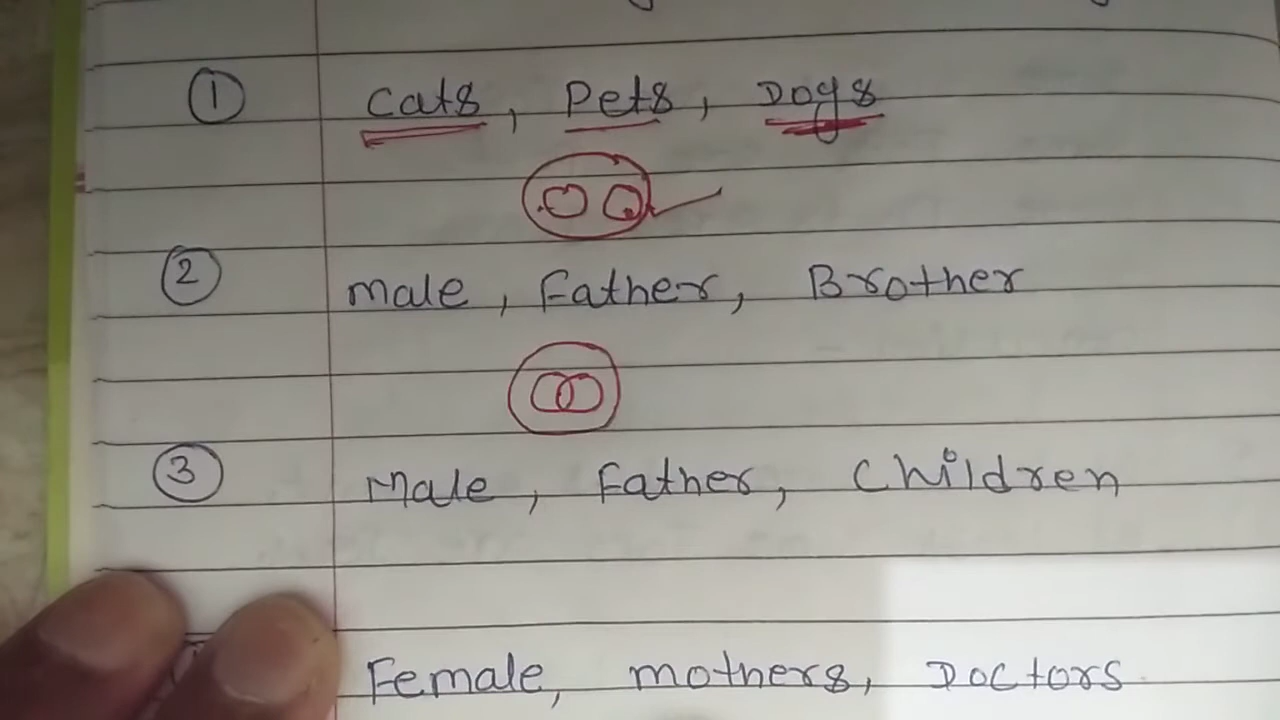 ① Cats, Pets, Dogs
② male, Father, Brother
③ Male, Father, Children
Female, mothers, Doctors